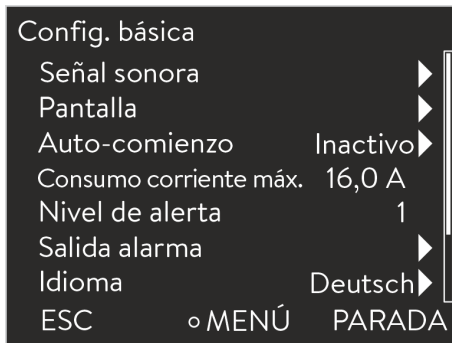 Config. básica
Señal sonora
Pantalla
Auto-comienzo Inactivo
Consumo corriente máx. 16,0 A
Nivel de alerta 1
Salida alarma
Idioma Deutsch
ESC MENÚ PARADA